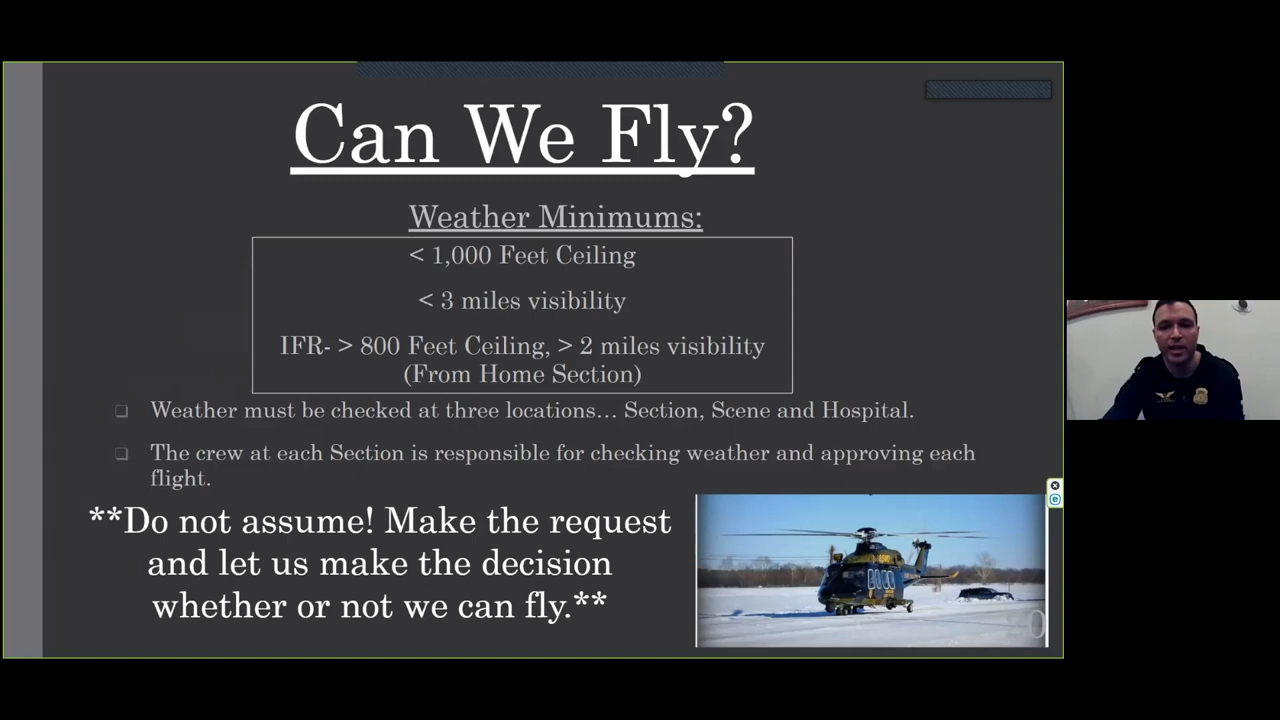 Can We Fly?
Weather Minimums:
< 1,000 Feet Ceiling
< 3 miles visibility
IFR- > 800 Feet Ceiling, > 2 miles visibility
(From Home Section)
❑ Weather must be checked at three locations… Section, Scene and Hospital.
❑ The crew at each Section is responsible for checking weather and approving each
flight.
**Do not assume! Make the request
and let us make the decision
whether or not we can fly.**